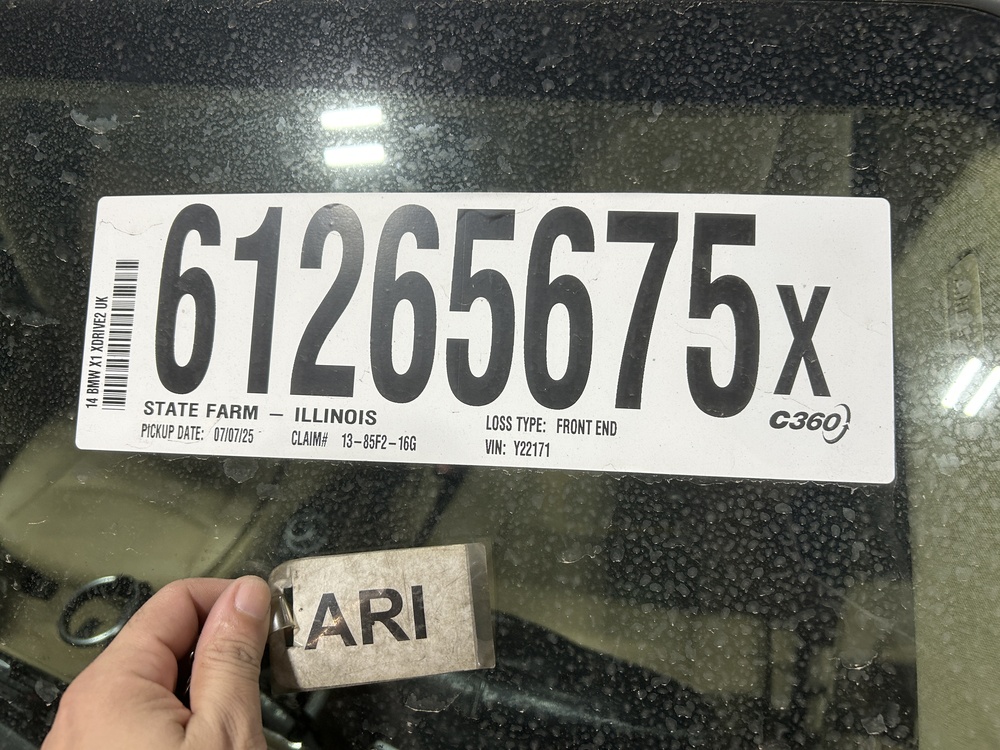 61265675X
14 BMW X1 XDRIVE2 UK
STATE FARM – ILLINOIS
PICKUP DATE: 07/07/25 CLAIM# 13-85F2-16G
LOSS TYPE: FRONT END
VIN: Y22171
C360